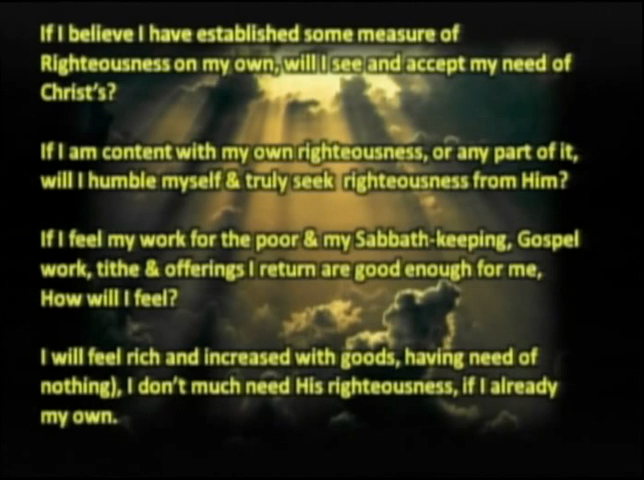 If I believe I have established some measure of
Righteousness on my own, will I see and accept my need of
Christ's?
If I am content with my own righteousness, or any part of it,
will I humble myself & truly seek righteousness from Him?
If I feel my work for the poor & my Sabbath-keeping, Gospel
work, tithe & offerings I return are good enough for me,
How will I feel?
I will feel rich and increased with goods, having need of
nothing), I don't much need His righteousness, if I already
my own.